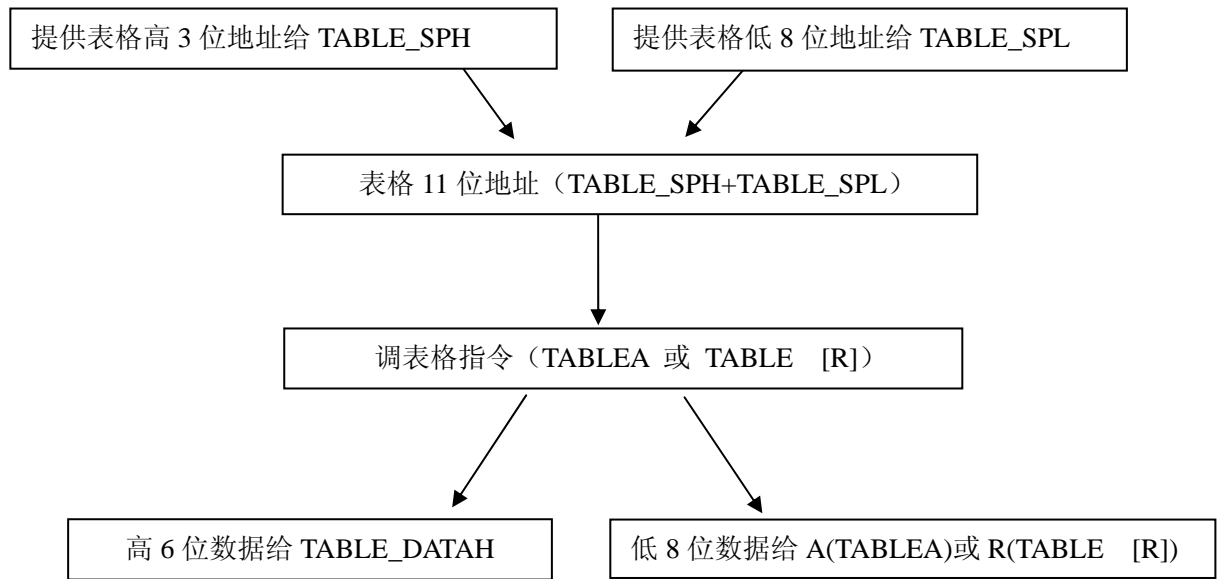 提供表格高 3 位地址给 TABLE_SPH
提供表格低 8 位地址给 TABLE_SPL
表格 11 位地址（TABLE_SPH+TABLE_SPL）
调表格指令（TABLEA 或 TABLE [R]）
高 6 位数据给 TABLE_DATAH
低 8 位数据给 A(TABLEA)或 R(TABLE [R])